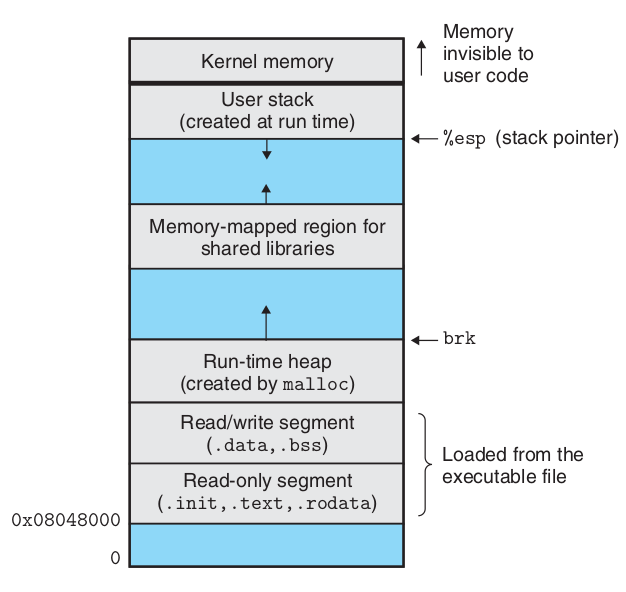 Kernel memory
Memory
invisible to
user code
User stack
(created at run time)
%esp (stack pointer)
Memory-mapped region for
shared libraries
brk
Run-time heap
(created by malloc)
Read/write segment
(.data,.bss)
Loaded from the
executable file
Read-only segment
(.init,.text,.rodata)
0x08048000
0